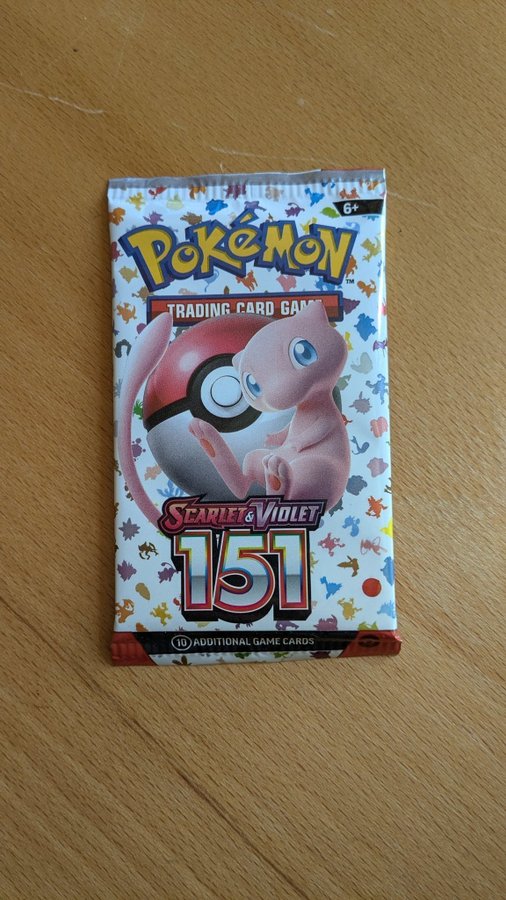 6+
POKéMON
TRADING CARD GAME
SCARLET & VIOLET
151
10 ADDITIONAL GAME CARDS